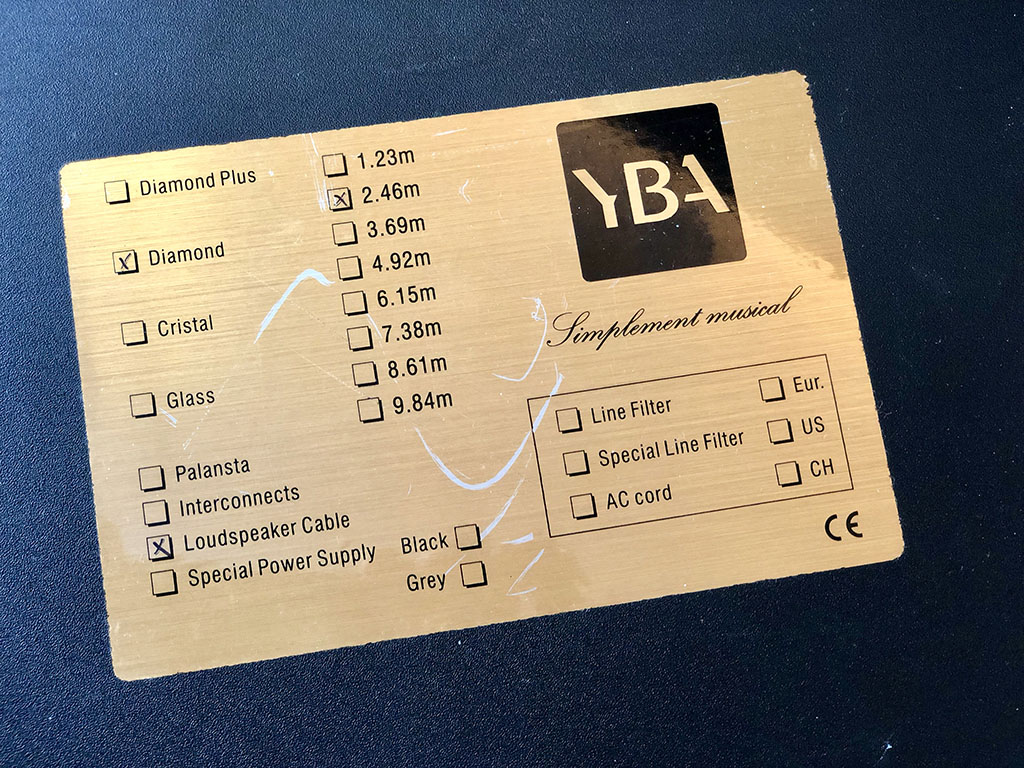 Diamond Plus
Diamond
Cristal
Glass
1.23m
2.46m
3.69m
4.92m
6.15m
7.38m
8.61m
9.84m
Palansta
Interconnects
Loudspeaker Cable
Special Power Supply
Black
Grey
YBA
Simplement musical
Line Filter
Special Line Filter
AC cord
Eur.
US
CH
CE